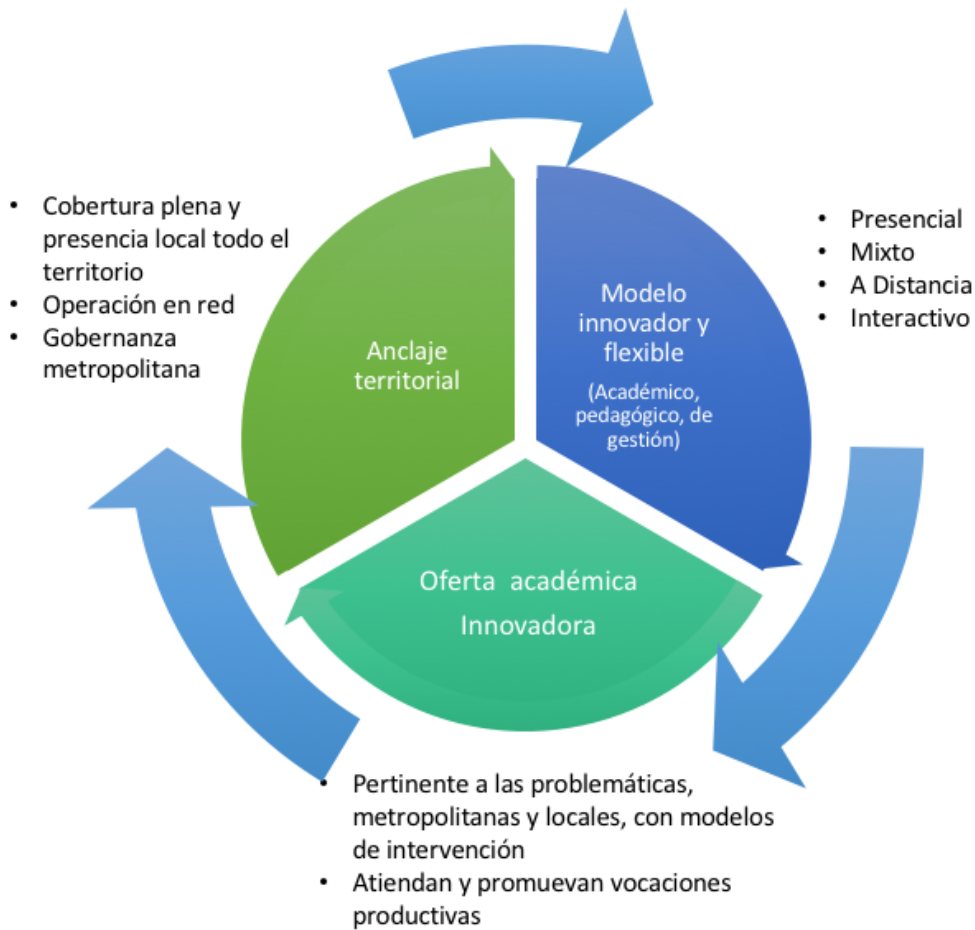 • Cobertura plena y
presencia local todo el
territorio
• Operación en red
• Gobernanza
metropolitana
Anclaje
territorial
Modelo
innovador y
flexible
(Académico,
pedagógico, de
gestión)
• Presencial
• Mixto
• A Distancia
• Interactivo
Oferta académica
Innovadora
• Pertinente a las problemáticas,
metropolitanas y locales, con modelos
de intervención
• Atiendan y promuevan vocaciones
productivas